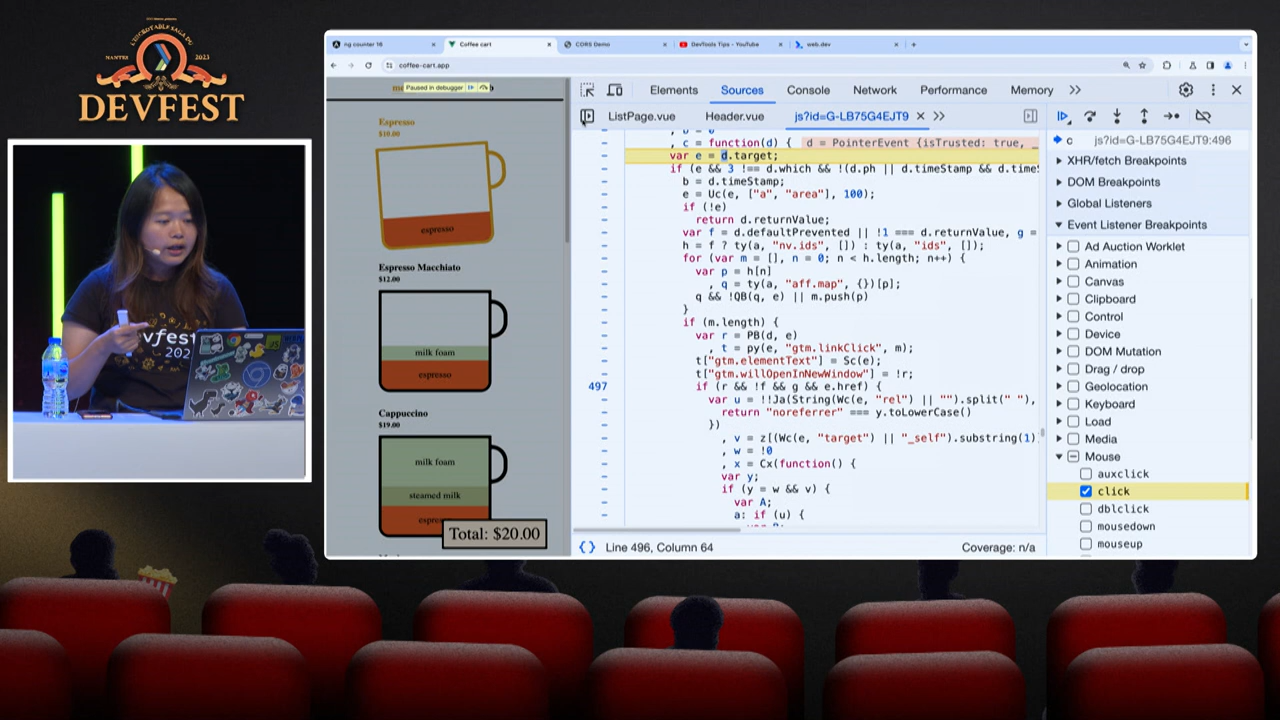 L'INCROYABLE SAGA DU
NANTES
2023
DEVFEST
vfest
202
ng counter 16
Coffee cart
CORS Demo
DevTools Tips - YouTube
web.dev
coffee-cart.app
Paused in debugger
Espresso
$10.00
espresso
Espresso Macchiato
$12.00
milk foam
espresso
Cappuccino
$19.00
milk foam
steamed milk
espre
Total: $20.00
Elements
Sources
Console
Network
Performance
Memory
ListPage.vue
Header.vue
js?id=G-LB75G4EJT9
, c = function(d) { d = PointerEvent {isTrusted: true, …
var e = d.target;
if (e && 3 !== d.which && !(d.ph || d.timeStamp && d.time
b = d.timeStamp;
e = Uc(e, ["a", "area"], 100);
if (!e)
return d.returnValue;
var f = d.defaultPrevented || !1 === d.returnValue, g =
h = f ? ty(a, "nv.ids", []) : ty(a, "ids", []);
for (var m = [], n = 0; n < h.length; n++) {
var p = h[n]
, q = ty(a, "aff.map", {})[p];
q && !QB(q, e) || m.push(p)
}
if (m.length) {
var r = PB(d, e)
, t = py(e, "gtm.linkClick", m);
t["gtm.elementText"] = Sc(e);
t["gtm.willOpenInNewWindow"] = !r;
497 if (r && !f && g && e.href) {
var u = !!Ja(String(Wc(e, "rel") || "").split(" "),
return "noreferrer" === y.toLowerCase()
})
, v = z[(Wc(e, "target") || "_self").substring(1)
, w = !0
, x = Cx(function() {
var y;
if (y = w && v) {
var A;
a: if (u) {
{ } Line 496, Column 64
Coverage: n/a
c
js?id=G-LB75G4EJT9:496
XHR/fetch Breakpoints
DOM Breakpoints
Global Listeners
Event Listener Breakpoints
Ad Auction Worklet
Animation
Canvas
Clipboard
Control
Device
DOM Mutation
Drag / drop
Geolocation
Keyboard
Load
Media
Mouse
auxclick
click
dblclick
mousedown
mouseup